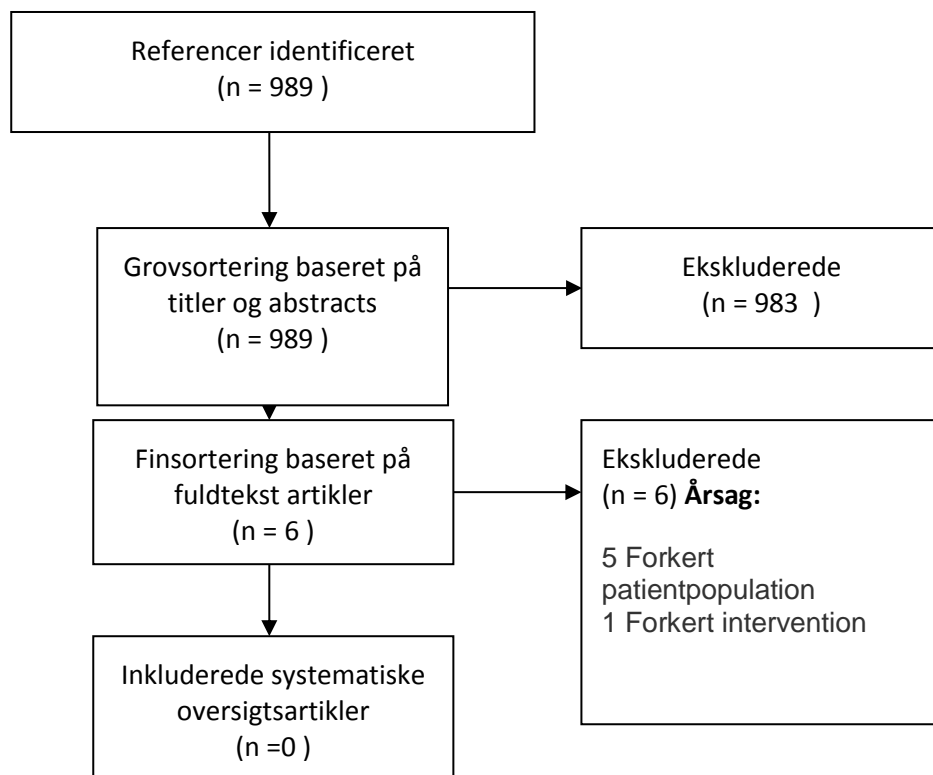 Referencer identificeret
(n = 989 )
Grovsortering baseret på
titler og abstracts
(n = 989 )
Ekskluderede
(n = 983  )
Finsortering baseret på
fuldtekst artikler
(n = 6 )
Ekskluderede
(n = 6) Årsag:
5 Forkert
patientpopulation
1 Forkert intervention
Inkluderede systematiske
oversigtsartikler
(n =0 )